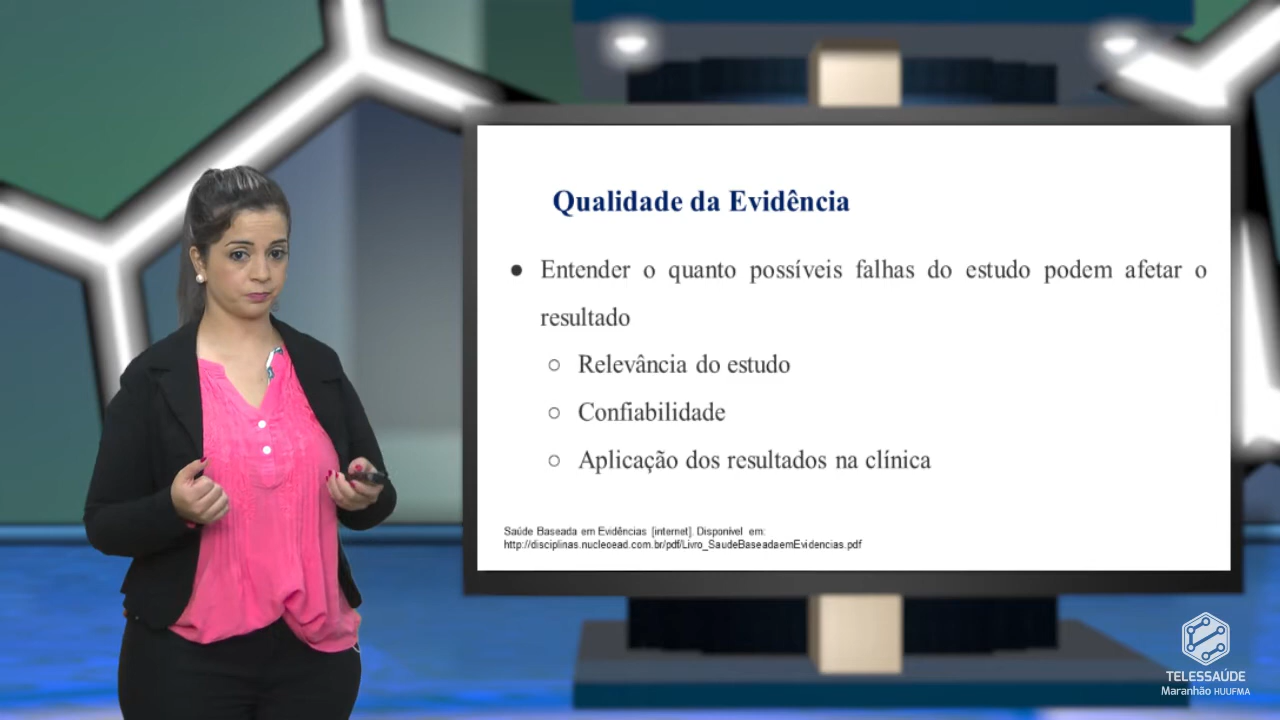 Qualidade da Evidência
● Entender o quanto possíveis falhas do estudo podem afetar o
resultado
○ Relevância do estudo
○ Confiabilidade
○ Aplicação dos resultados na clínica
Saúde Baseada em Evidências [internet]. Disponível em:
http://disciplinas.nucleoead.com.br/pdf/Livro_SaudeBaseadaemEvidencias.pdf
TELESSAÚDE
Maranhão HUUFMA